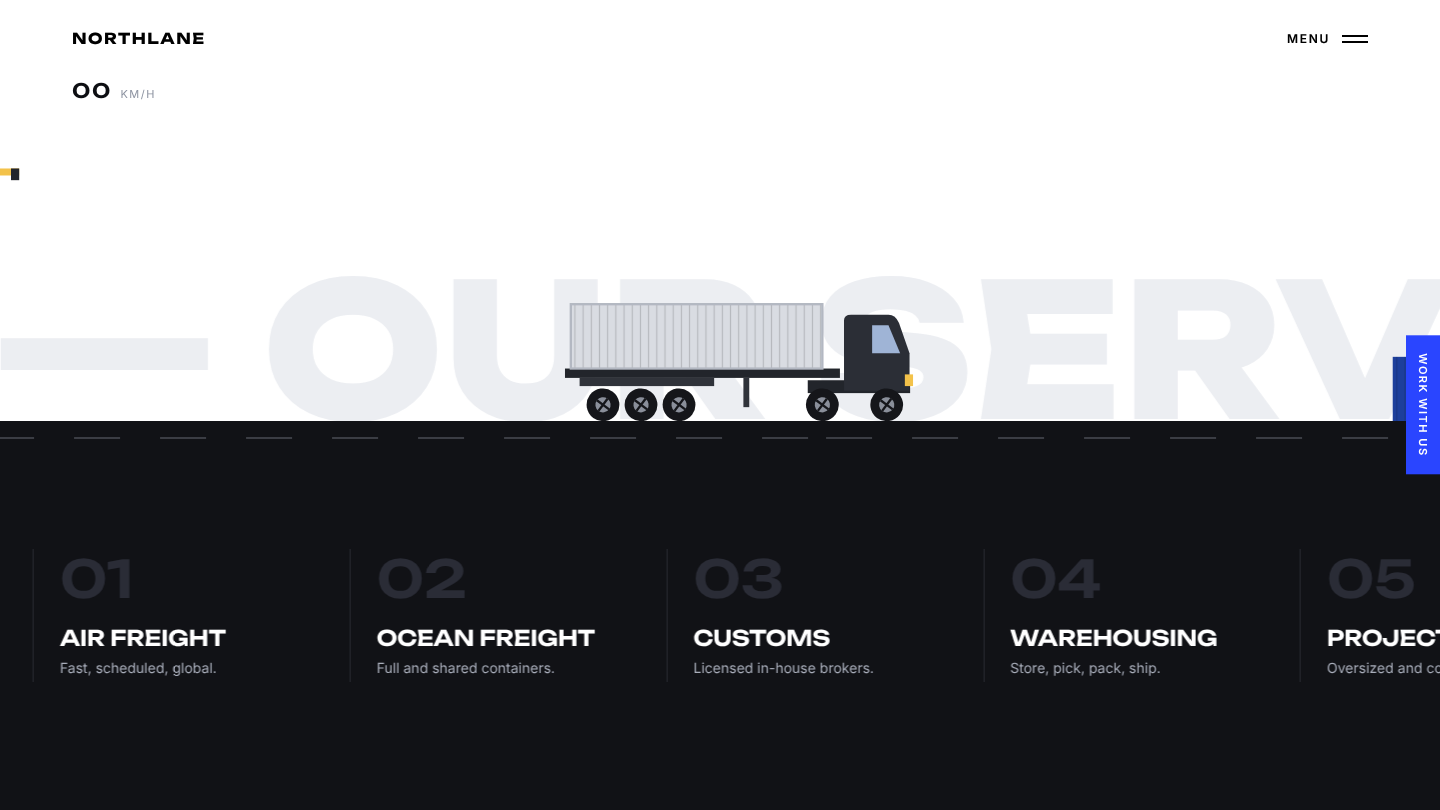 NORTHLANE
MENU
00 KM/H
— OUR SERV
WORK WITH US
01
AIR FREIGHT
Fast, scheduled, global.
02
OCEAN FREIGHT
Full and shared containers.
03
CUSTOMS
Licensed in-house brokers.
04
WAREHOUSING
Store, pick, pack, ship.
05
PROJECT
Oversized and co